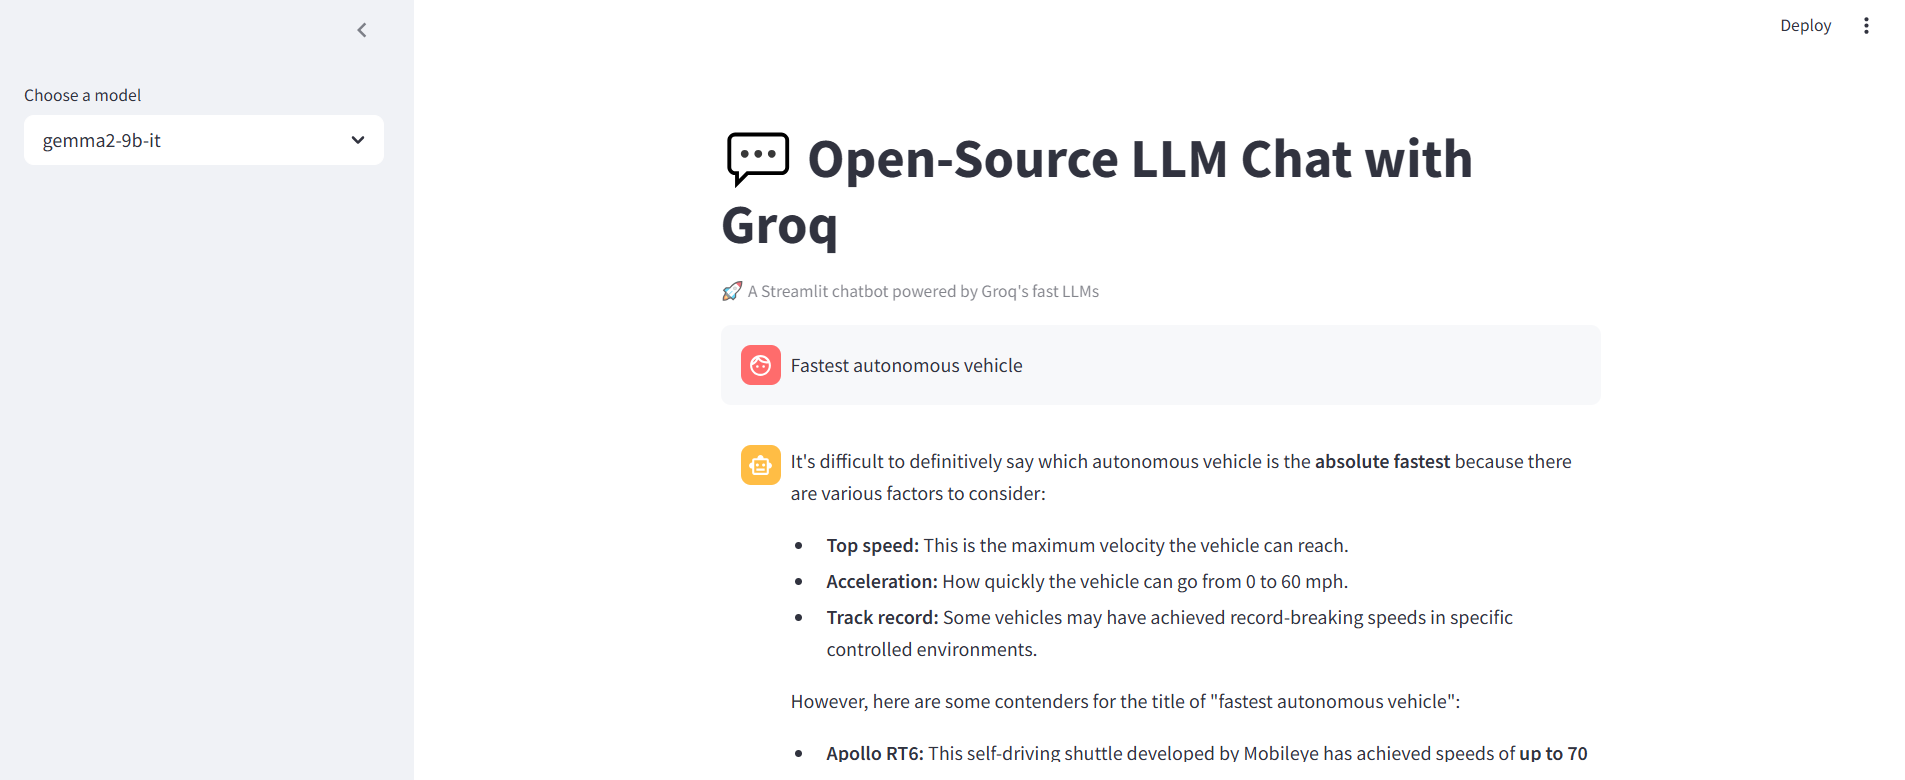 Deploy
Choose a model
gemma2-9b-it
Open-Source LLM Chat with
Groq
🚀 A Streamlit chatbot powered by Groq's fast LLMs
Fastest autonomous vehicle
It's difficult to definitively say which autonomous vehicle is the absolute fastest because there
are various factors to consider:
• Top speed: This is the maximum velocity the vehicle can reach.
• Acceleration: How quickly the vehicle can go from 0 to 60 mph.
• Track record: Some vehicles may have achieved record-breaking speeds in specific
controlled environments.
However, here are some contenders for the title of "fastest autonomous vehicle":
• Apollo RT6: This self-driving shuttle developed by Mobileye has achieved speeds of up to 70